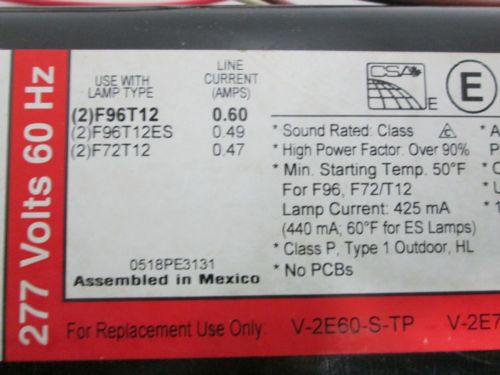 277 Volts 60 Hz
USE WITH LAMP TYPE
LINE CURRENT (AMPS)
(2)F96T12 0.60
(2)F96T12ES 0.49
(2)F72T12 0.47
0518PE3131
Assembled in Mexico
CSA E
E
* Sound Rated: Class
* High Power Factor: Over 90%
* Min. Starting Temp. 50°F
For F96, F72/T12
Lamp Current: 425 mA
(440 mA; 60°F for ES Lamps)
* Class P, Type 1 Outdoor, HL
* No PCBs
For Replacement Use Only: V-2E60-S-TP V-2E7